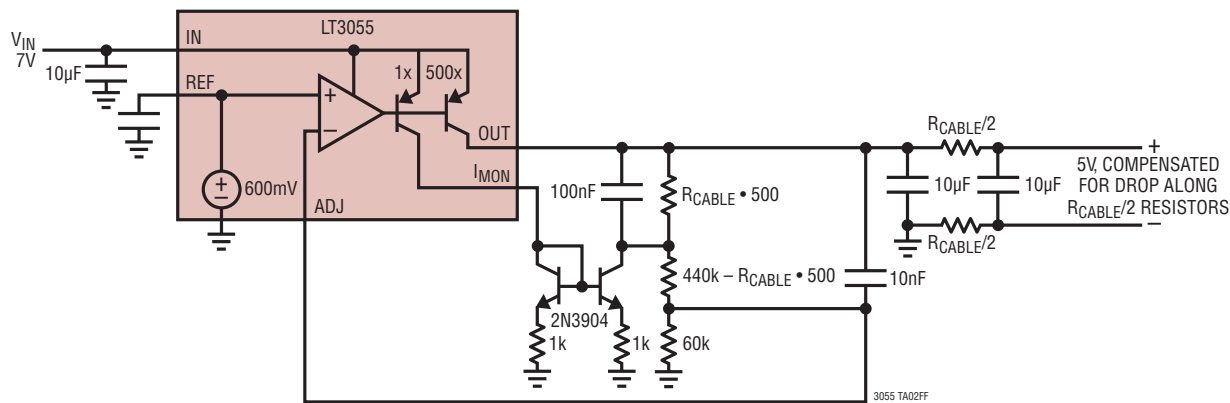 LT3055
V_IN
7V
10µF
IN
REF
1x
500x
+
–
+
–
600mV
ADJ
OUT
I_MON
100nF
R_CABLE • 500
440k – R_CABLE • 500
60k
2N3904
1k
1k
10nF
10µF
10µF
R_CABLE/2
R_CABLE/2
+
5V, COMPENSATED
FOR DROP ALONG
R_CABLE/2 RESISTORS
–
3055 TA02FF